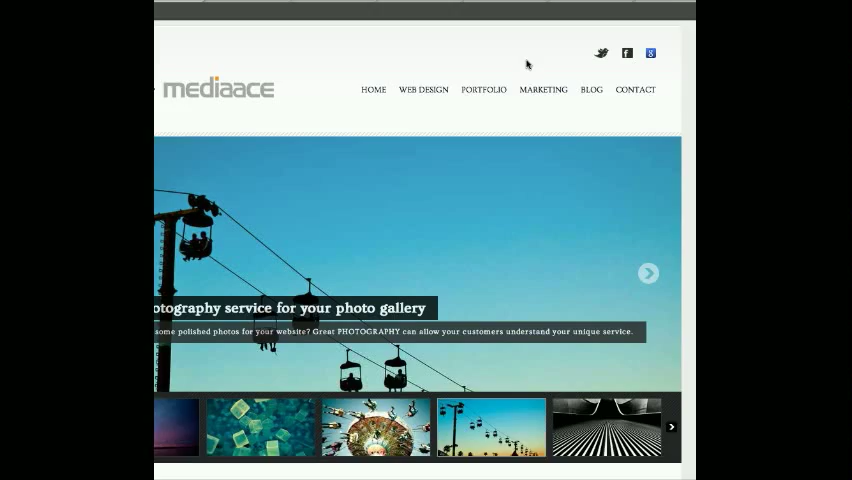 mediaace
HOME WEB DESIGN PORTFOLIO MARKETING BLOG CONTACT
otography service for your photo gallery
some polished photos for your website? Great PHOTOGRAPHY can allow your customers understand your unique service.